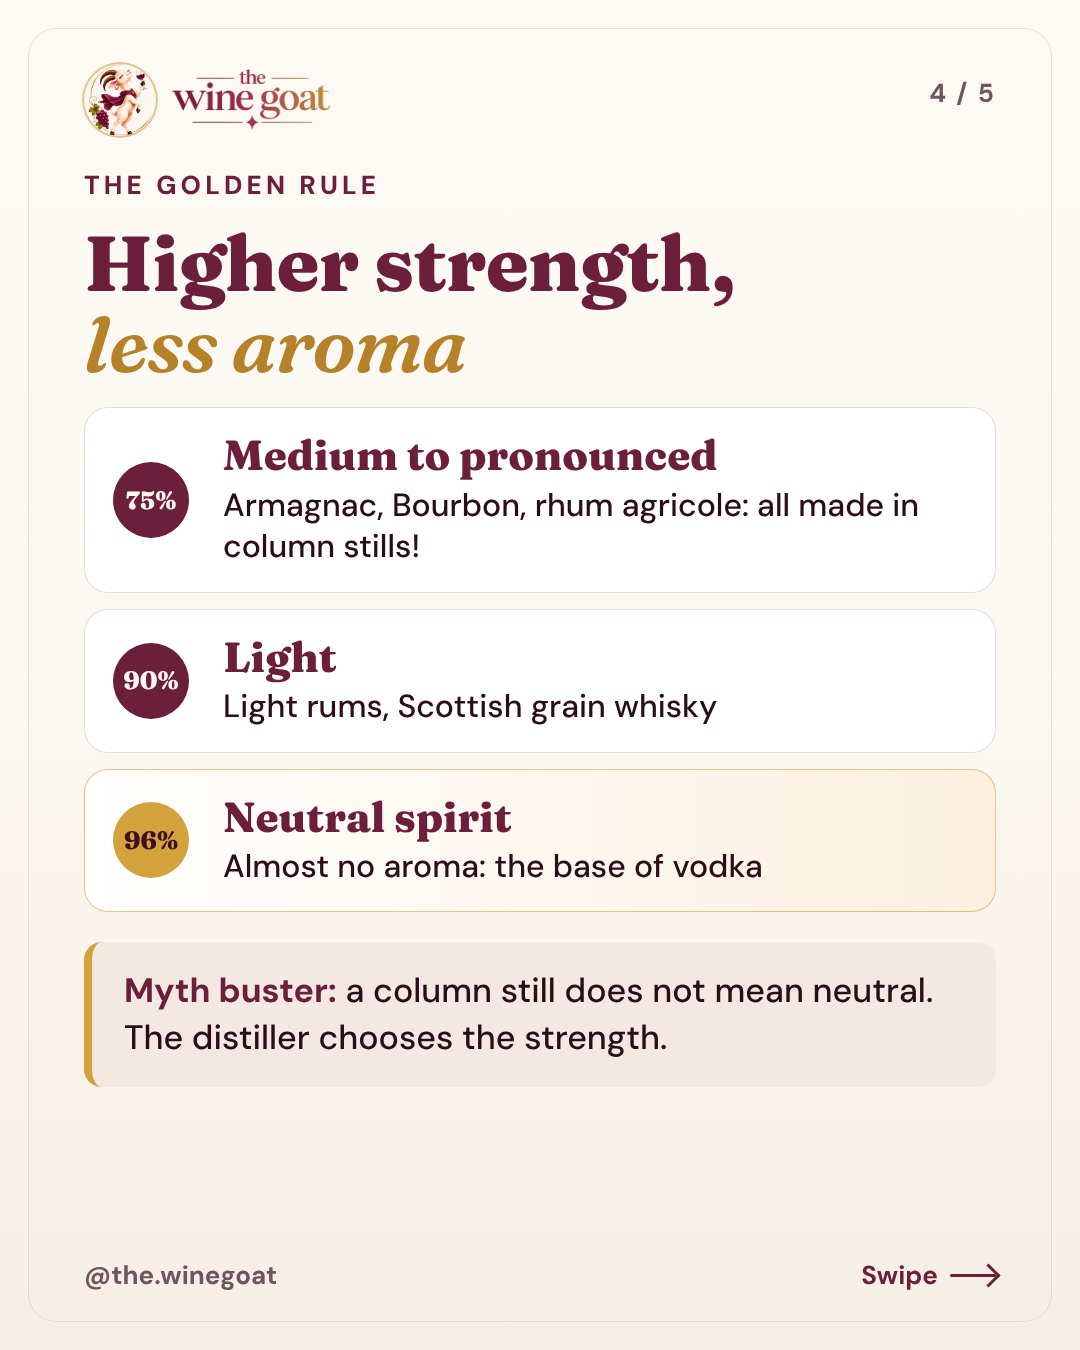 the
wine goat
4 / 5
THE GOLDEN RULE
Higher strength,
less aroma
75%
Medium to pronounced
Armagnac, Bourbon, rhum agricole: all made in
column stills!
90%
Light
Light rums, Scottish grain whisky
96%
Neutral spirit
Almost no aroma: the base of vodka
Myth buster: a column still does not mean neutral.
The distiller chooses the strength.
@the.winegoat
Swipe